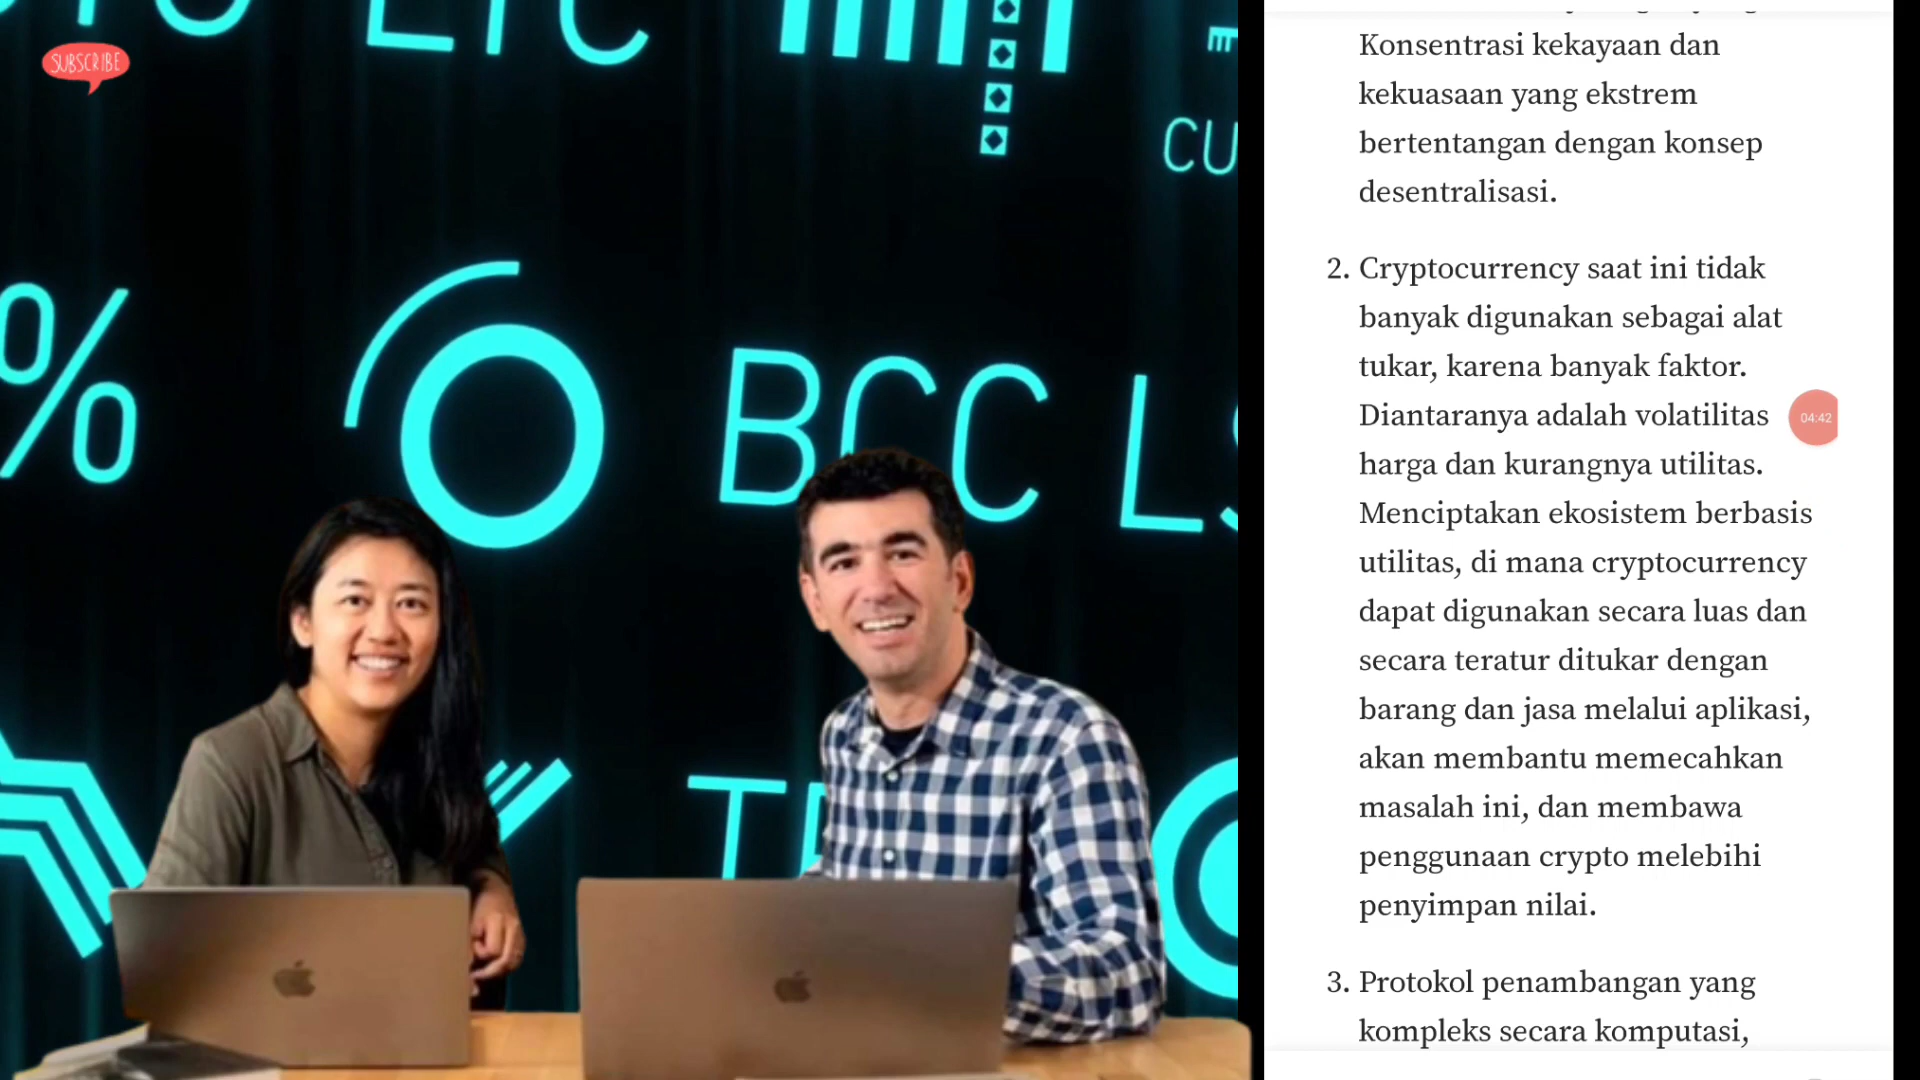 LTC
SUBSCRIBE
CU
%
BCC
Konsentrasi kekayaan dan
kekuasaan yang ekstrem
bertentangan dengan konsep
desentralisasi.
2. Cryptocurrency saat ini tidak
banyak digunakan sebagai alat
tukar, karena banyak faktor.
Diantaranya adalah volatilitas
harga dan kurangnya utilitas.
Menciptakan ekosistem berbasis
utilitas, di mana cryptocurrency
dapat digunakan secara luas dan
secara teratur ditukar dengan
barang dan jasa melalui aplikasi,
akan membantu memecahkan
masalah ini, dan membawa
penggunaan crypto melebihi
penyimpan nilai.
3. Protokol penambangan yang
kompleks secara komputasi,
04:42